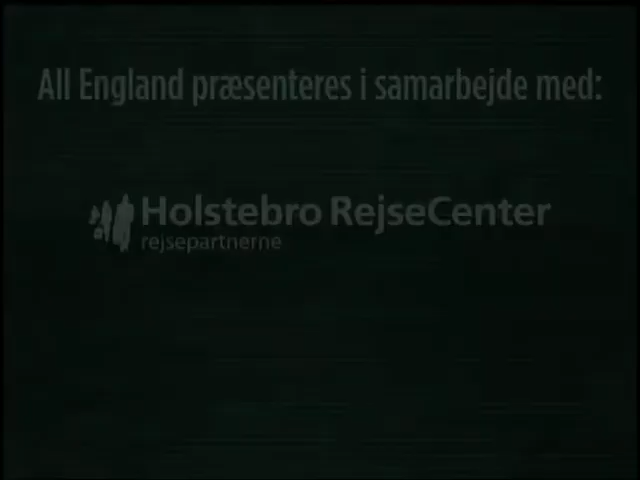 All England præsenteres i samarbejde med:
Holstebro RejseCenter
rejsepartnerne